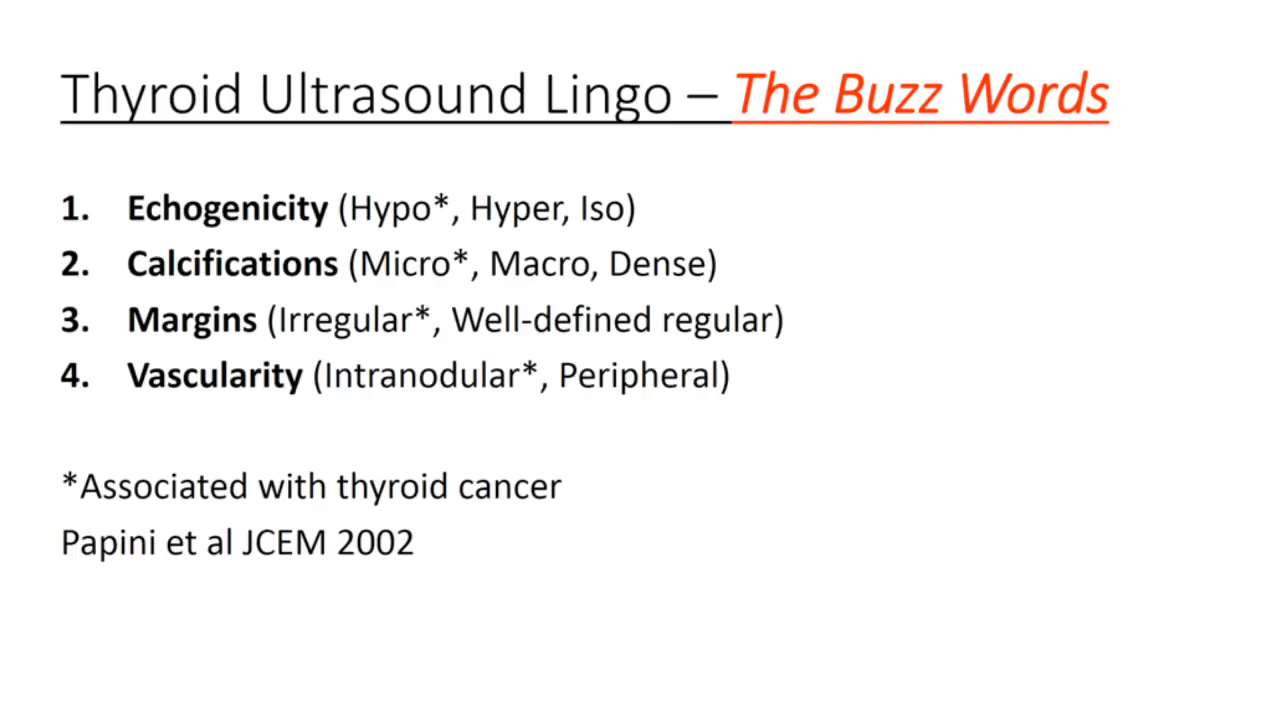 Thyroid Ultrasound Lingo – The Buzz Words
1. Echogenicity (Hypo*, Hyper, Iso)
2. Calcifications (Micro*, Macro, Dense)
3. Margins (Irregular*, Well-defined regular)
4. Vascularity (Intranodular*, Peripheral)
*Associated with thyroid cancer
Papini et al JCEM 2002